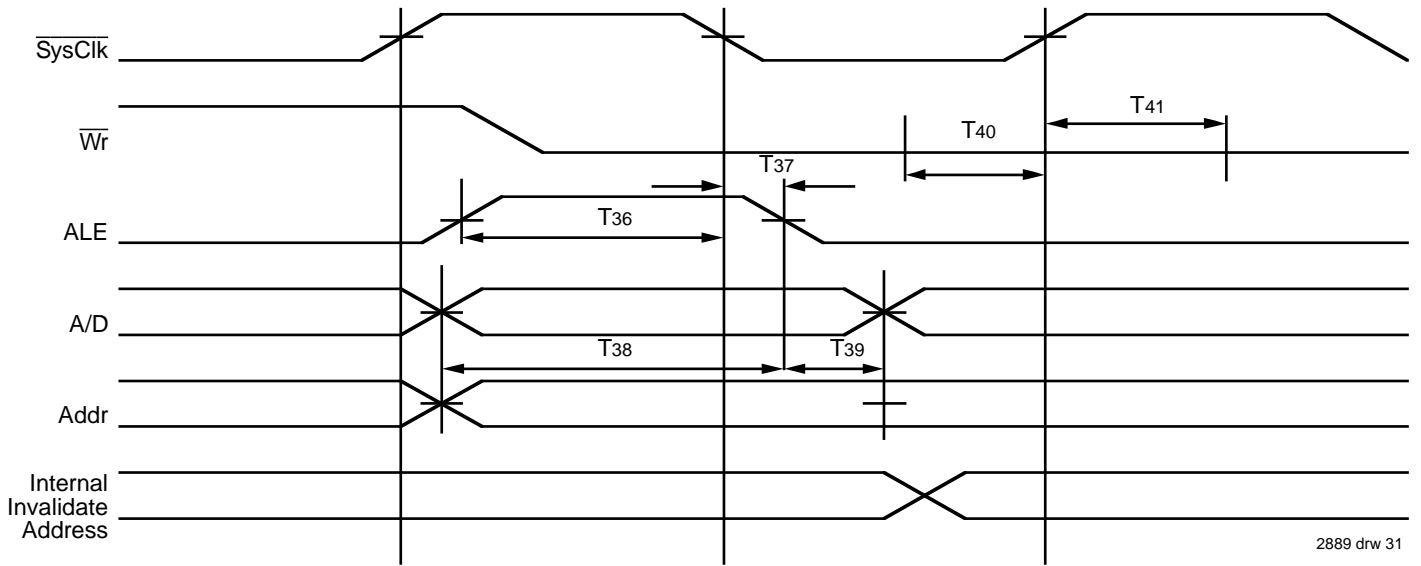 SysClk
T41
T40
Wr
T37
T36
ALE
A/D
T38
T39
Addr
Internal
Invalidate
Address
2889 drw 31